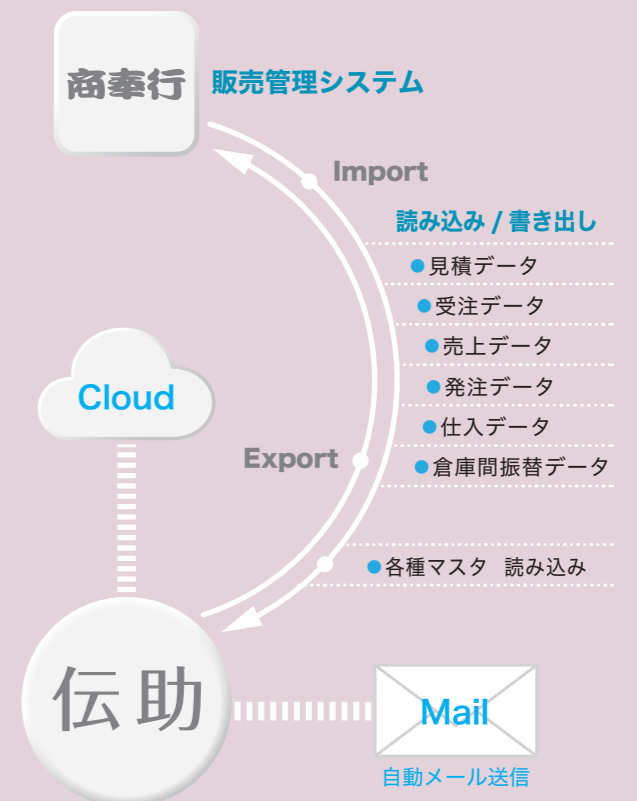 商奉行
販売管理システム
Import
読み込み / 書き出し
●見積データ
●受注データ
●売上データ
●発注データ
Cloud
●仕入データ
Export
●倉庫間振替データ
●各種マスタ 読み込み
伝助
Mail
自動メール送信